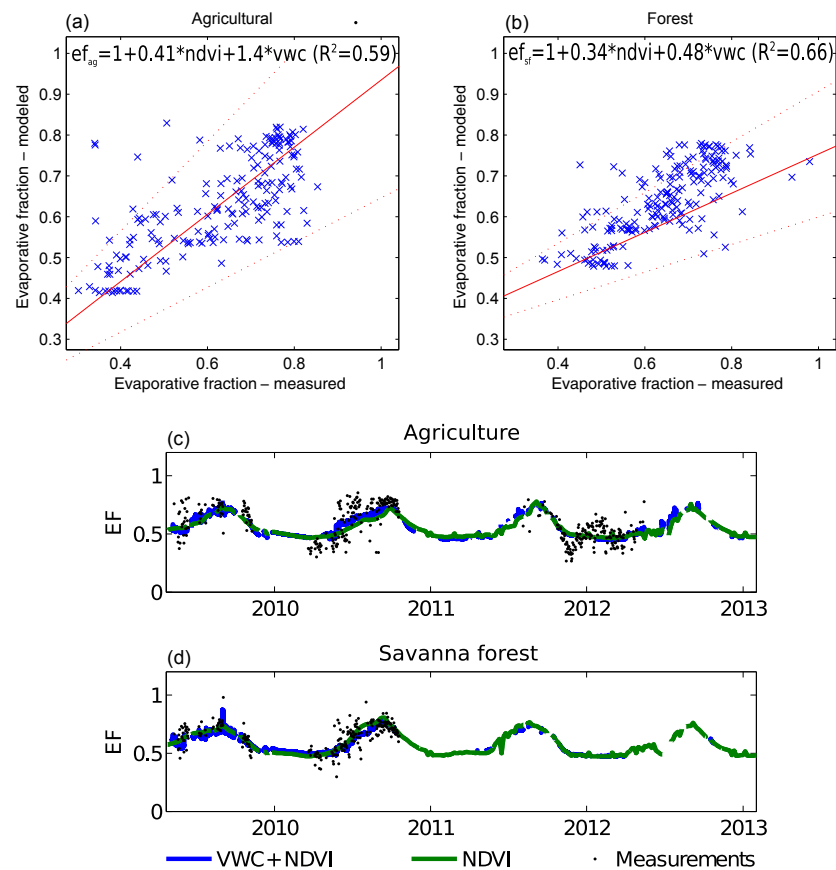 (a) Agricultural
ef_ag=1+0.41*ndvi+1.4*vwc (R²=0.59)
1
0.9
0.8
0.7
0.6
0.5
0.4
0.3
Evaporative fraction – modeled
0.4 0.6 0.8 1
Evaporative fraction – measured
(b) Forest
ef_sf=1+0.34*ndvi+0.48*vwc (R²=0.66)
1
0.9
0.8
0.7
0.6
0.5
0.4
0.3
Evaporative fraction – modeled
0.4 0.6 0.8 1
Evaporative fraction – measured
(c) Agriculture
1
0.5
0
EF
2010 2011 2012 2013
(d) Savanna forest
1
0.5
0
EF
2010 2011 2012 2013
VWC+NDVI NDVI Measurements